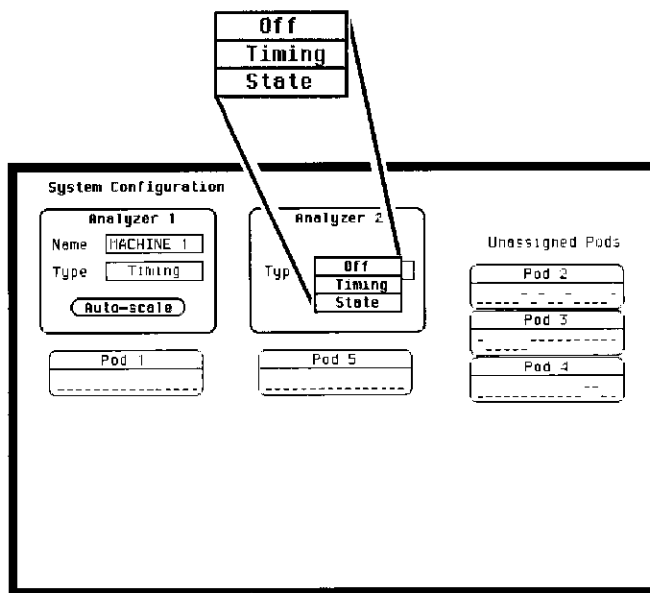 Off
Timing
State
System Configuration
Analyzer 1
Name MACHINE 1
Type Timing
Auto-scale
Analyzer 2
Typ
Off
Timing
State
Unassigned Pods
Pod 2
Pod 3
Pod 4
Pod 1
Pod 5